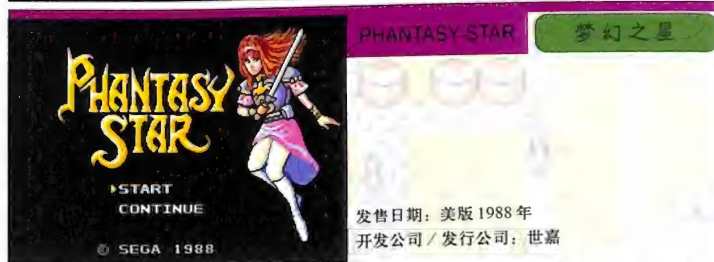 PHANTASY STAR
START
CONTINUE
© SEGA 1988
PHANTASY STAR
梦幻之星
发售日期：美版 1988 年
开发公司 / 发行公司：世嘉